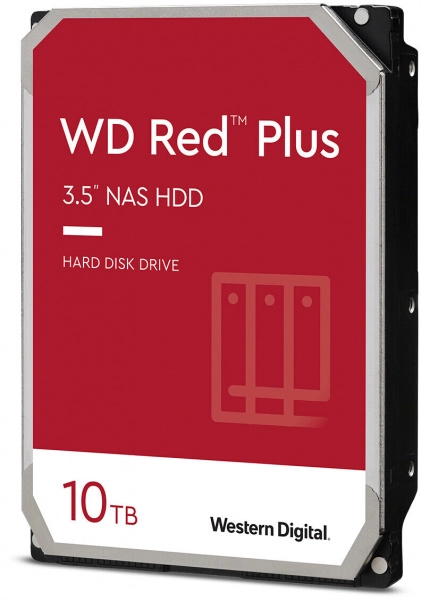 WD Red™ Plus
3.5" NAS HDD
HARD DISK DRIVE
10TB
Western Digital.